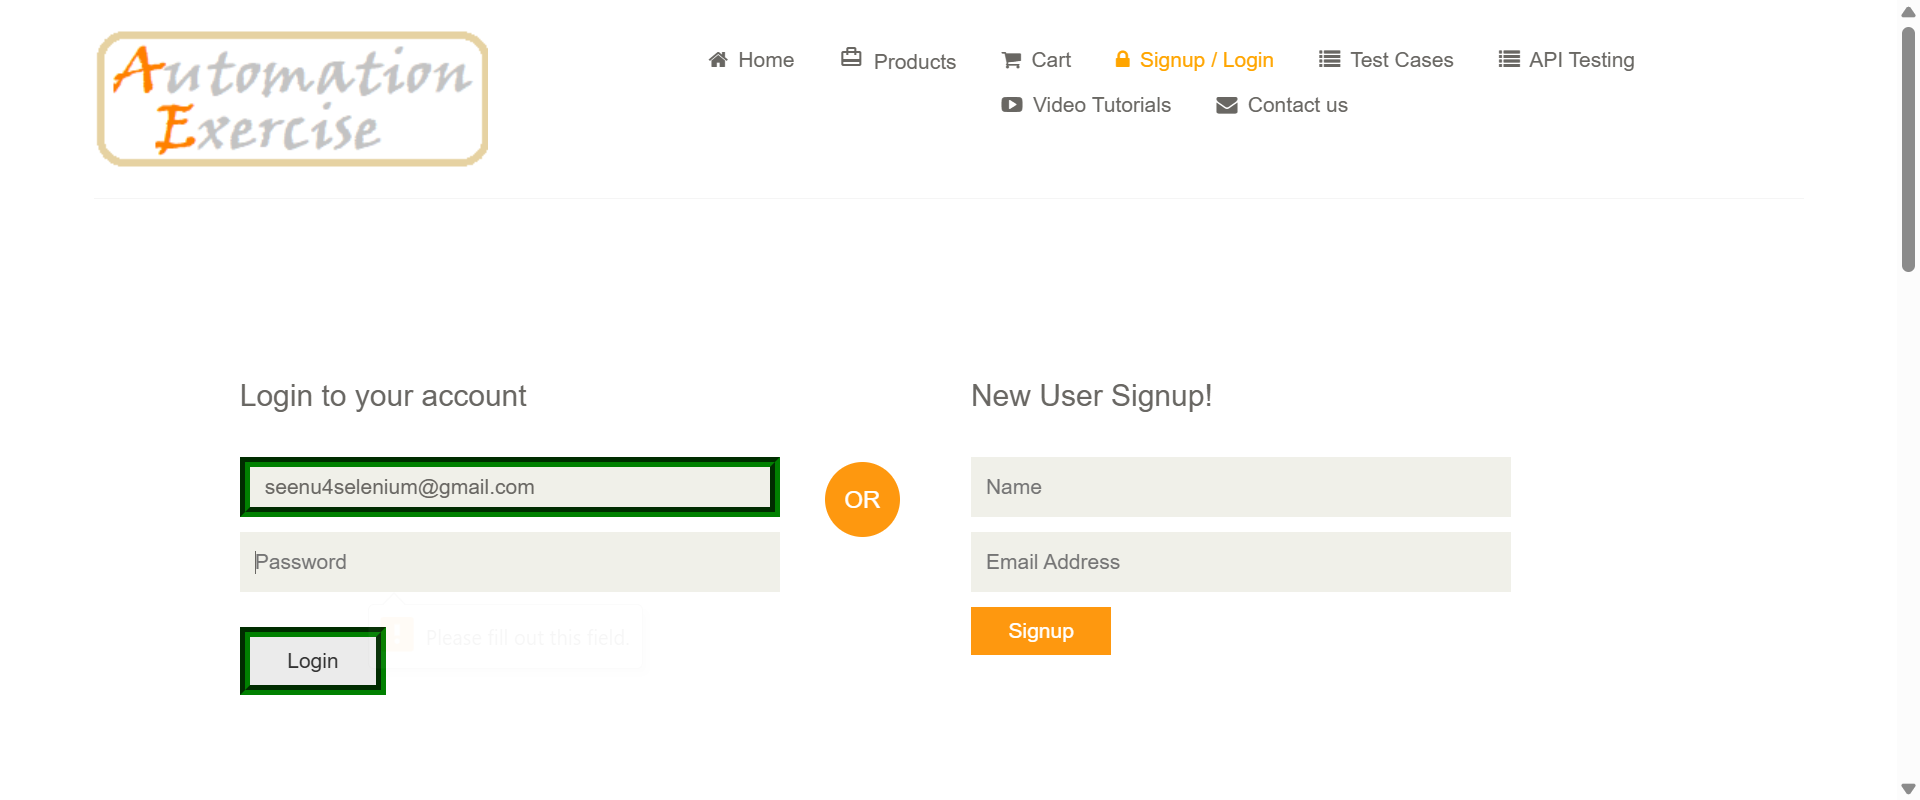 Automation
Exercise
Home
Products
Cart
Signup / Login
Test Cases
API Testing
Video Tutorials
Contact us
Login to your account
seenu4selenium@gmail.com
Password
Please fill out this field.
Login
OR
New User Signup!
Name
Email Address
Signup